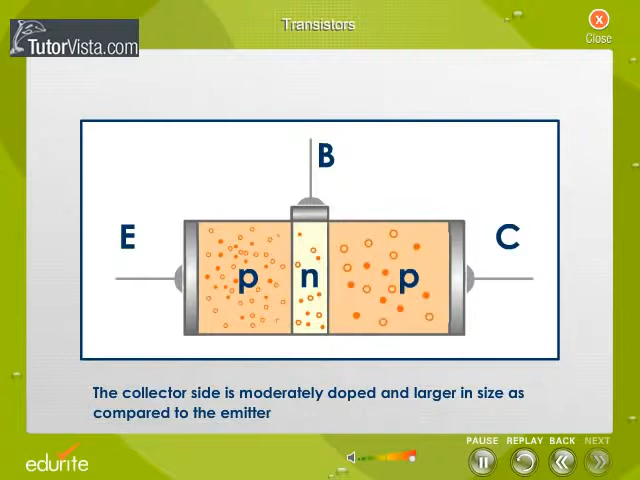 Transistors
X
Close
TutorVista.com
B
E
C
p
n
p
The collector side is moderately doped and larger in size as
compared to the emitter
PAUSE REPLAY BACK NEXT
edurite